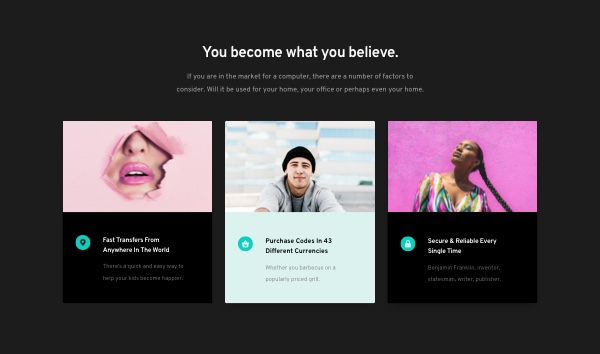 You become what you believe.
If you are in the market for a computer, there are a number of factors to
consider. Will it be used for your home, your office or perhaps even your home.
Fast Transfers From
Anywhere In The World
There's a quick and easy way to
help your kids become happier.
Purchase Codes In 43
Different Currencies
Whether you barbecue on a
popularly priced grill.
Secure & Reliable Every
Single Time
Benjamin Franklin, inventor,
statesman, writer, publisher.